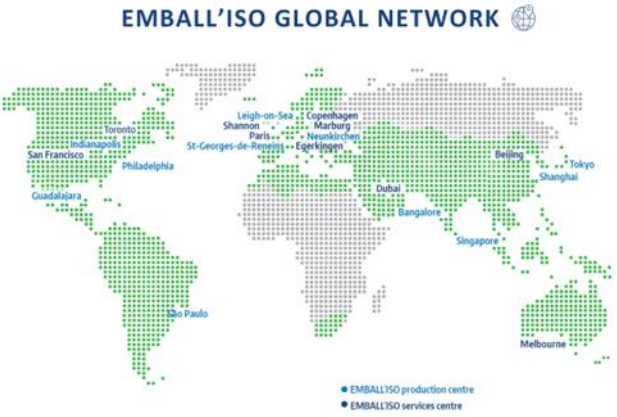 EMBALL'ISO GLOBAL NETWORK
Leigh-on-Sea
Copenhagen
Shannon
Marburg
Toronto
Paris
Neunkirchen
Indianapolis
St-Georges-de-Reneins
Egerkingen
San Francisco
Beijing
Philadelphia
Tokyo
Shanghai
Guadalajara
Dubai
Bangalore
Singapore
São Paulo
Melbourne
EMBALL'ISO production centre
EMBALL'ISO services centre